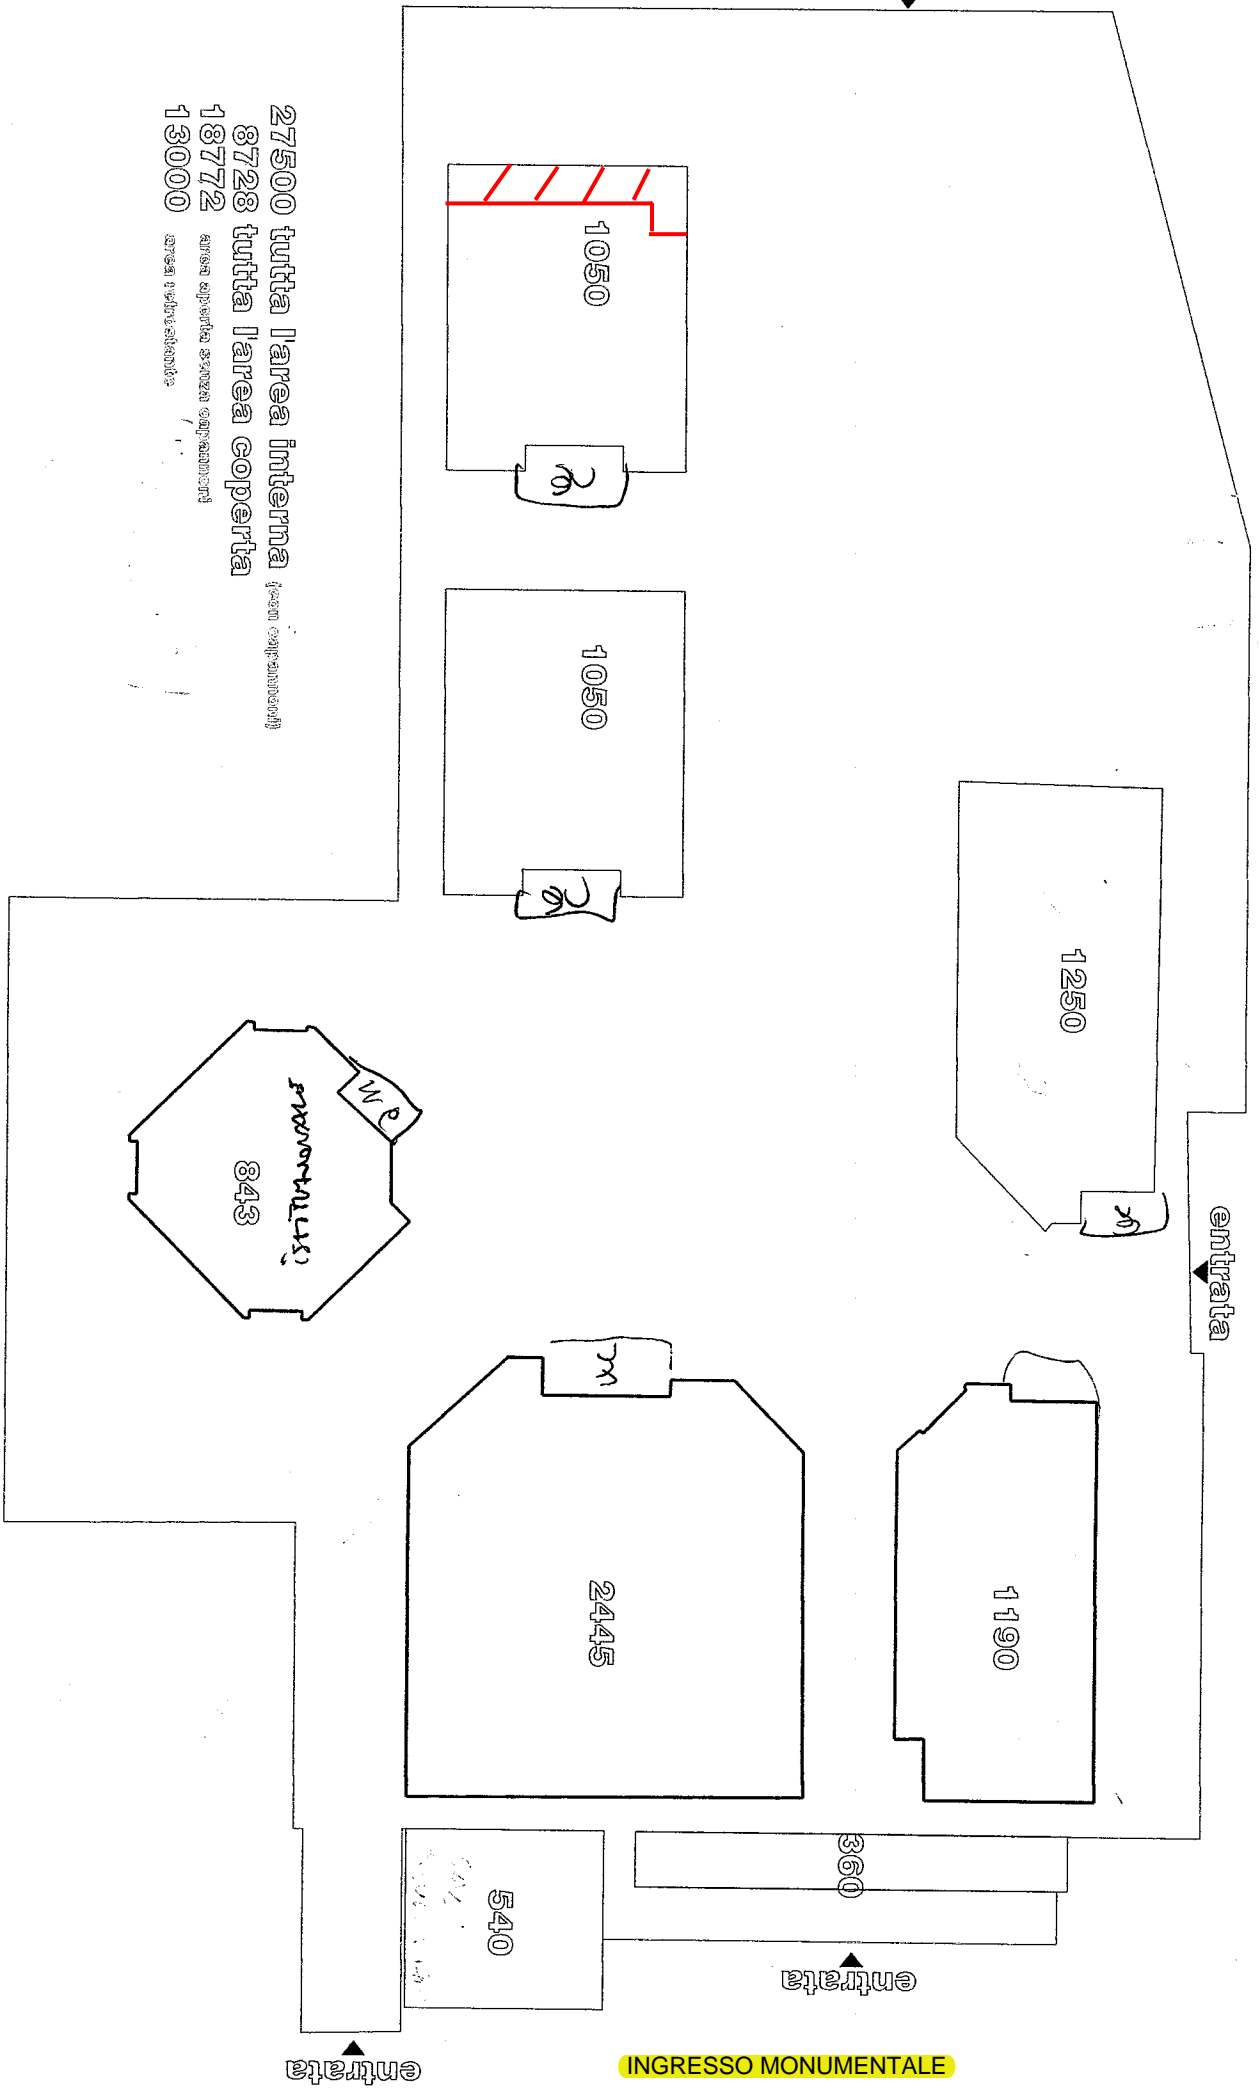 27500 tutta l'area interna (con capannoni)
8728 tutta l'area coperta
18772 area aperta senza capannoni
13000 area retrostante
1050
wc
1050
wc
1250
wc
entrata
wc
istituzionale
843
wc
2445
1190
360
540
entrata
entrata
INGRESSO MONUMENTALE